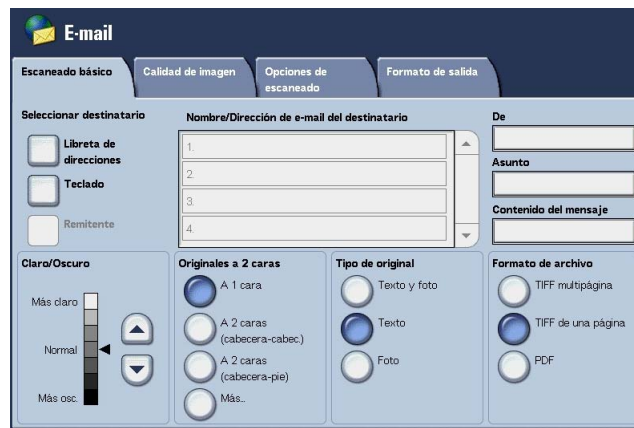 E-mail
Escaneado básico
Calidad de imagen
Opciones de
escaneado
Formato de salida
Seleccionar destinatario
Libreta de
direcciones
Teclado
Remitente
Nombre/Dirección de e-mail del destinatario
1.
2.
3.
4.
De
Asunto
Contenido del mensaje
Claro/Oscuro
Más claro
Normal
Más osc.
Originales a 2 caras
A 1 cara
A 2 caras
(cabecera-cabec.)
A 2 caras
(cabecera-pie)
Más...
Tipo de original
Texto y foto
Texto
Foto
Formato de archivo
TIFF multipágina
TIFF de una página
PDF